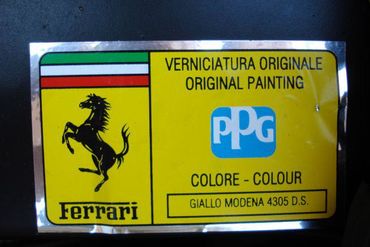 VERNICIATURA ORIGINALE
ORIGINAL PAINTING
PPG
COLORE - COLOUR
GIALLO MODENA 4305 D.S.
Ferrari